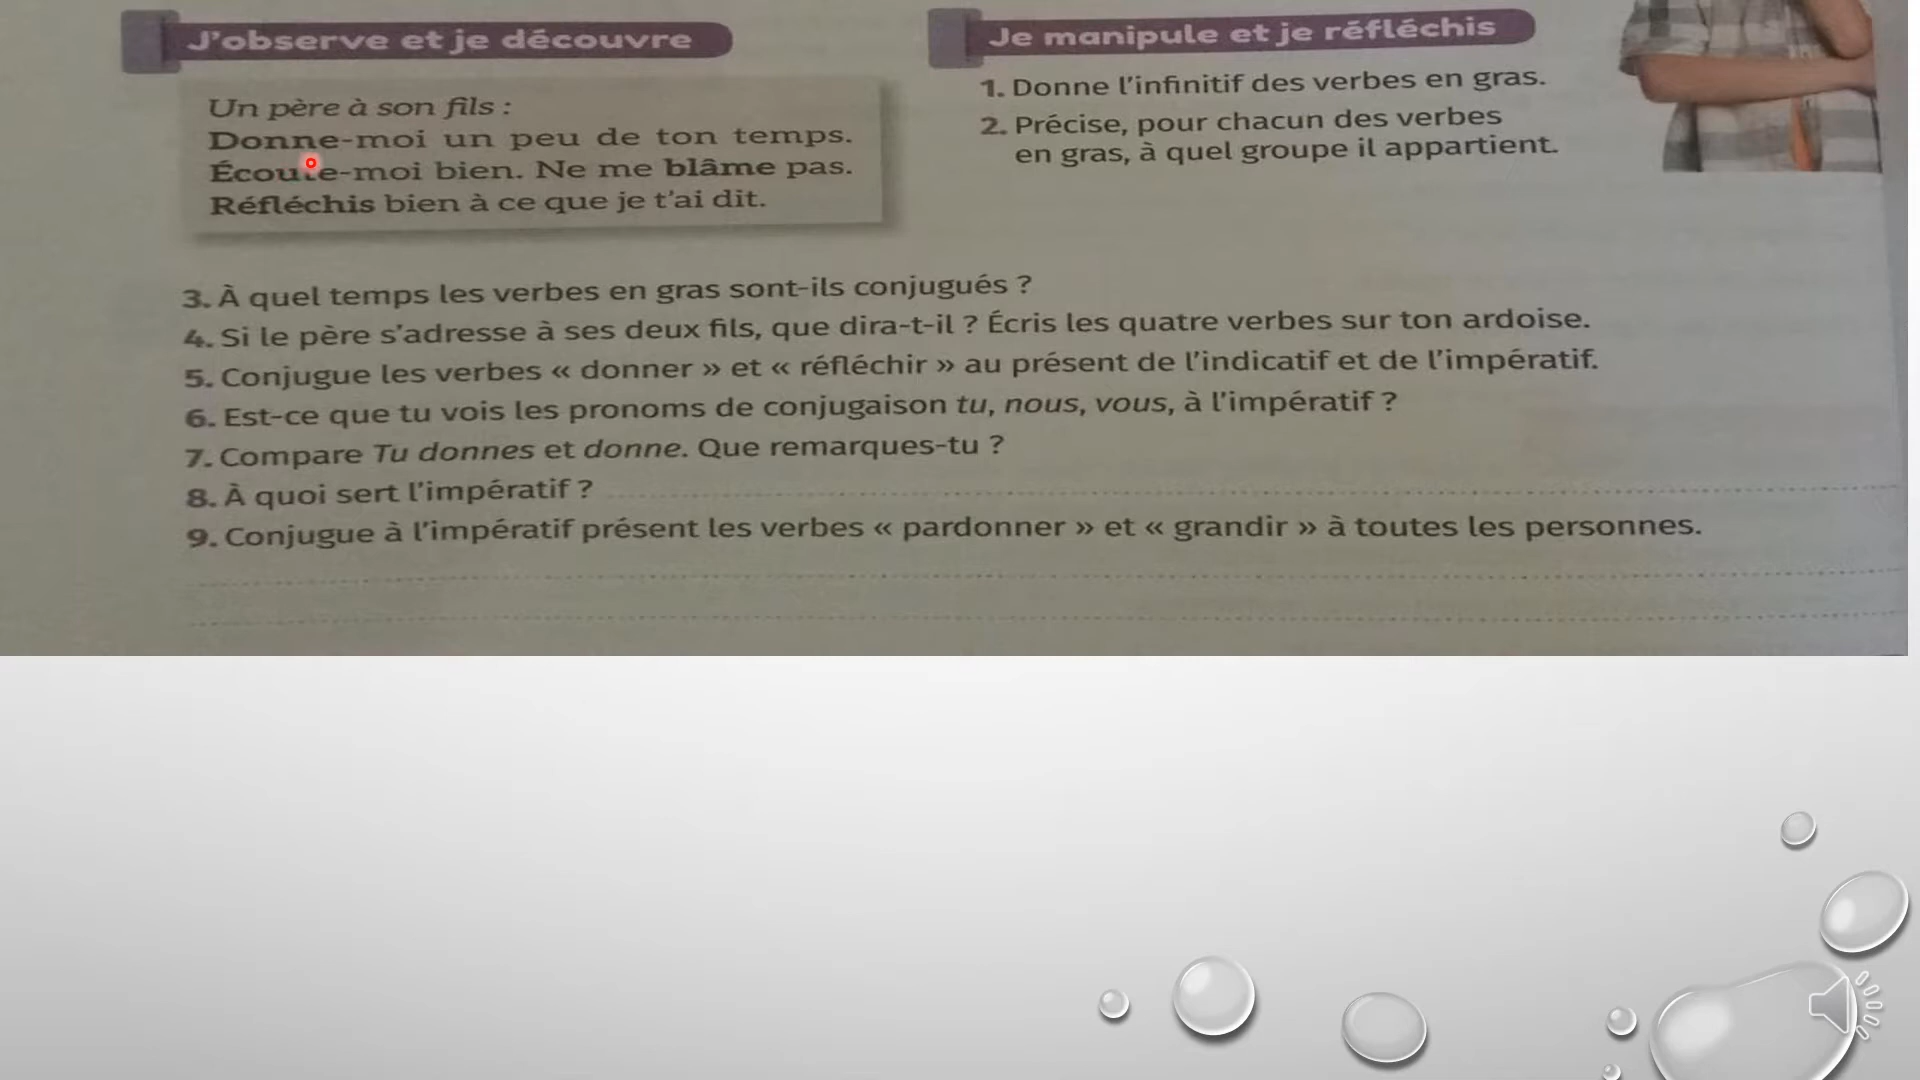 J'observe et je découvre
Un père à son fils :
Donne-moi un peu de ton temps.
Écoute-moi bien. Ne me blâme pas.
Réfléchis bien à ce que je t'ai dit.
Je manipule et je réfléchis
1. Donne l'infinitif des verbes en gras.
2. Précise, pour chacun des verbes
en gras, à quel groupe il appartient.
3. À quel temps les verbes en gras sont-ils conjugués ?
4. Si le père s'adresse à ses deux fils, que dira-t-il ? Écris les quatre verbes sur ton ardoise.
5. Conjugue les verbes « donner » et « réfléchir » au présent de l'indicatif et de l'impératif.
6. Est-ce que tu vois les pronoms de conjugaison tu, nous, vous, à l'impératif ?
7. Compare Tu donnes et donne. Que remarques-tu ?
8. À quoi sert l'impératif ?
9. Conjugue à l'impératif présent les verbes « pardonner » et « grandir » à toutes les personnes.